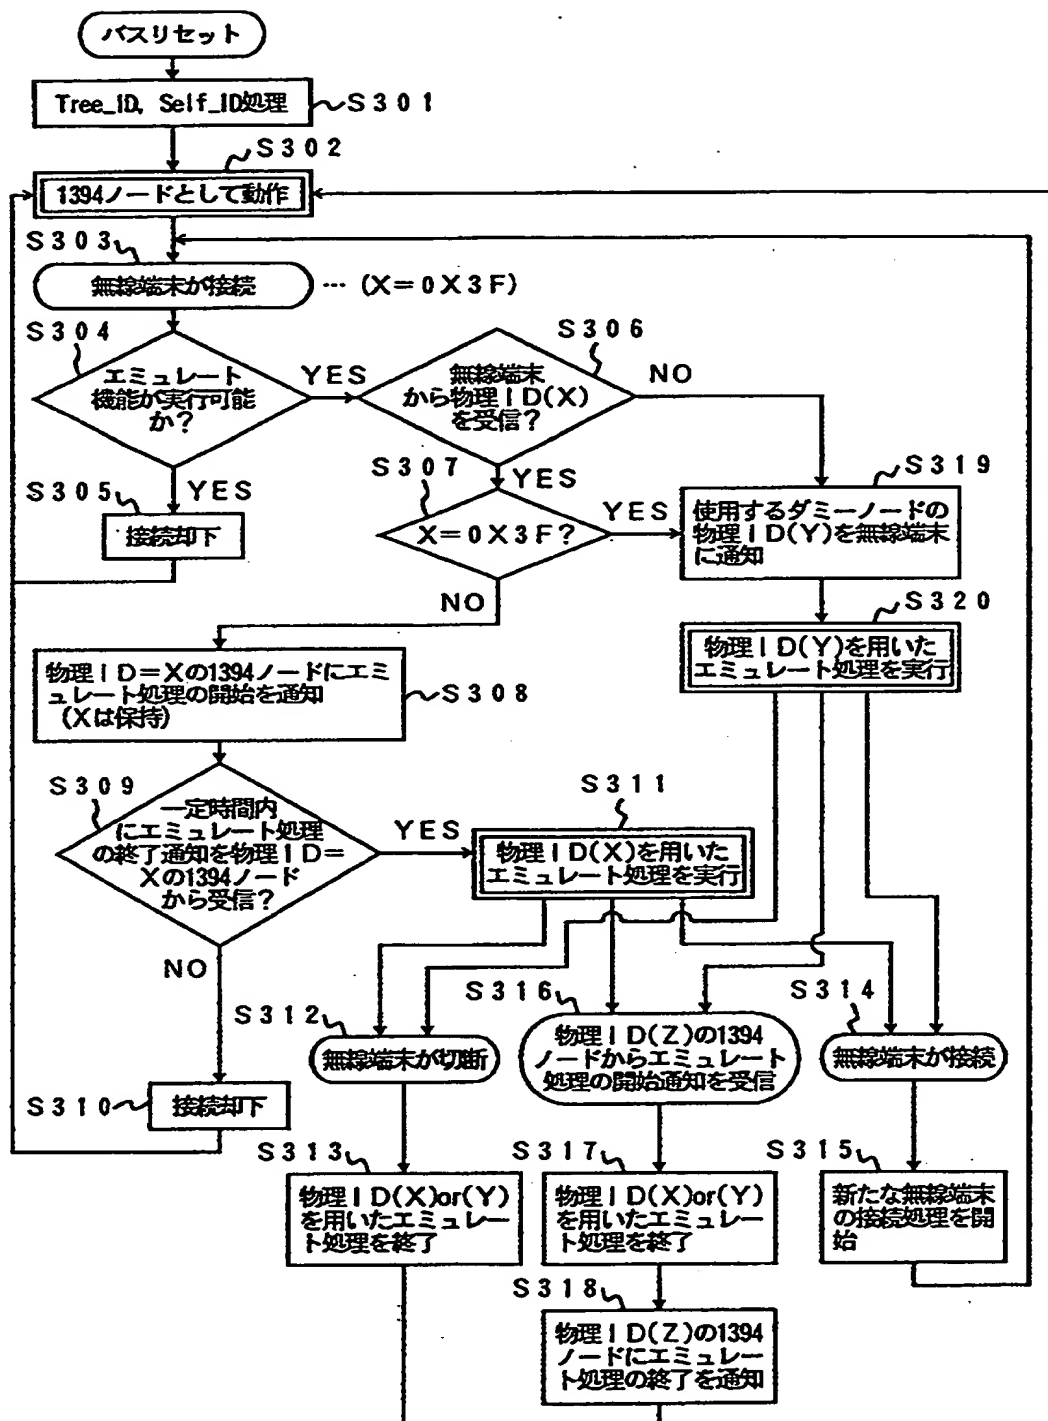 バスリセット
Tree_ID, Self_ID処理
S301
S302
1394ノードとして動作
S303
無線端末が接続
… (X=0X3F)
S304
エミュレート
機能が実行可能
か?
YES
S306
無線端末
から物理ID(X)
を受信?
NO
S305
YES
接続却下
S307
YES
X=0X3F?
YES
S319
使用するダミーノードの
物理ID(Y)を無線端末
に通知
NO
S320
物理ID(Y)を用いた
エミュレート処理を実行
物理ID=Xの1394ノードにエミ
ュレート処理の開始を通知
(Xは保持)
S308
S309
一定時間内
にエミュレート処理
の終了通知を物理ID=
Xの1394ノード
から受信?
YES
S311
物理ID(X)を用いた
エミュレート処理を実行
NO
S312
無線端末が切断
S316
物理ID(Z)の1394
ノードからエミュレート
処理の開始通知を受信
S314
無線端末が接続
S310
接続却下
S313
物理ID(X)or(Y)
を用いたエミュレー
ト処理を終了
S317
物理ID(X)or(Y)
を用いたエミュレー
ト処理を終了
S315
新たな無線端末
の接続処理を開
始
S318
物理ID(Z)の1394
ノードにエミュレー
ト処理の終了を通知